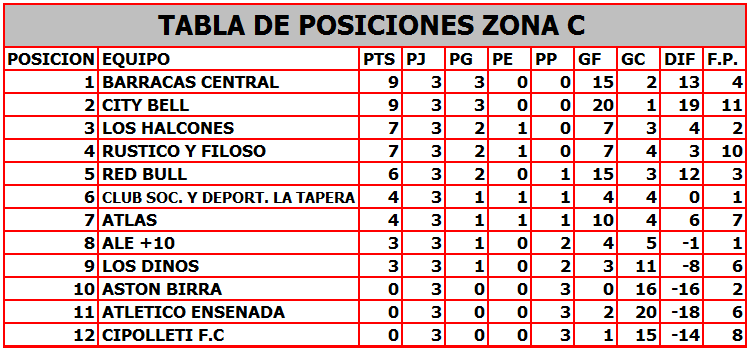 TABLA DE POSICIONES ZONA C
POSICION EQUIPO PTS PJ PG PE PP GF GC DIF F.P.
1 BARRACAS CENTRAL 9 3 3 0 0 15 2 13 4
2 CITY BELL 9 3 3 0 0 20 1 19 11
3 LOS HALCONES 7 3 2 1 0 7 3 4 2
4 RUSTICO Y FILOSO 7 3 2 1 0 7 4 3 10
5 RED BULL 6 3 2 0 1 15 3 12 3
6 CLUB SOC. Y DEPORT. LA TAPERA 4 3 1 1 1 4 4 0 1
7 ATLAS 4 3 1 1 1 10 4 6 7
8 ALE +10 3 3 1 0 2 4 5 -1 1
9 LOS DINOS 3 3 1 0 2 3 11 -8 6
10 ASTON BIRRA 0 3 0 0 3 0 16 -16 2
11 ATLETICO ENSENADA 0 3 0 0 3 2 20 -18 6
12 CIPOLLETI F.C 0 3 0 0 3 1 15 -14 8